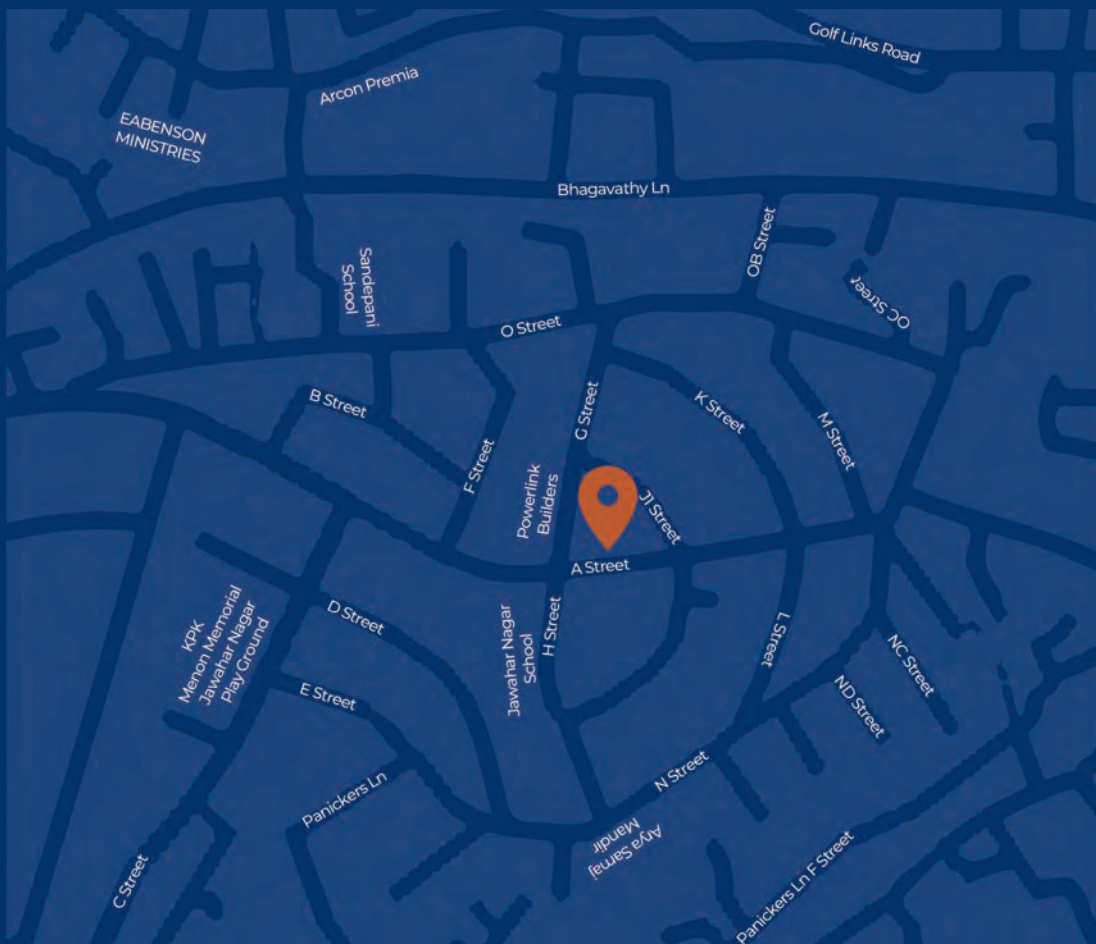 Golf Links Road
Arcon Premia
EABENSON
MINISTRIES
Bhagavathy Ln
OB Street
Sandepani
School
OC Street
O Street
B Street
G Street
K Street
M Street
F Street
Powerlink
Builders
J1 Street
A Street
KPK
Menon Memorial
Jawahar Nagar
Play Ground
D Street
Jawahar Nagar
School
H Street
L Street
NC Street
E Street
ND Street
N Street
Panickers Ln
Arya Samaj
Mandir
C Street
Panickers Ln F Street